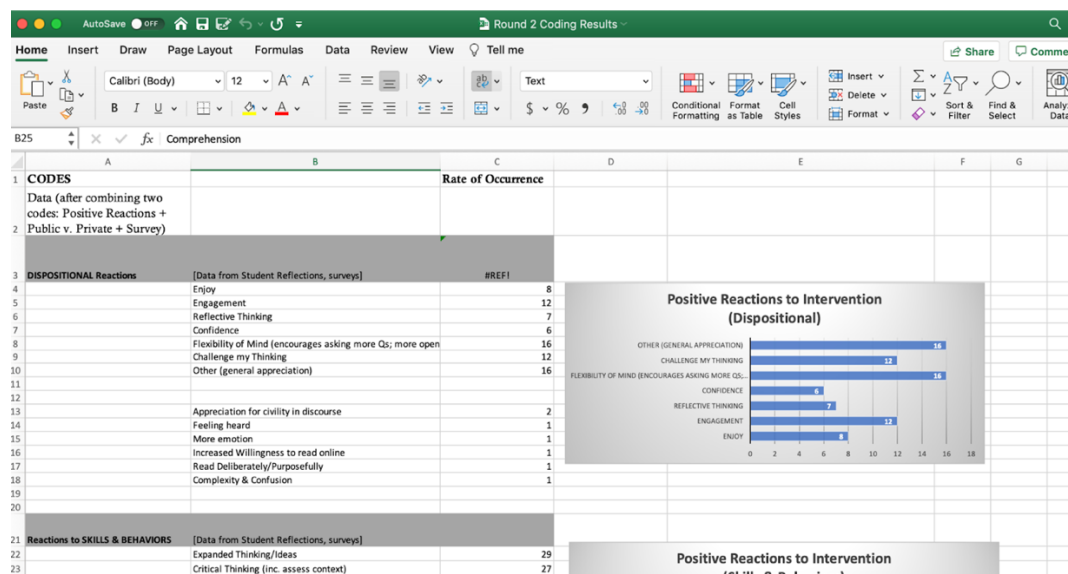 AutoSave OFF Round 2 Coding Results
Home Insert Draw Page Layout Formulas Data Review View Tell me Share Comme
Paste Calibri (Body) 12 A A Text Insert Σ
B I U A $ % Conditional Formatting Format as Table Cell Styles Delete Format Sort & Filter Find & Select Analyz Data
B25 fx Comprehension
A B C D E F G
1 CODES Rate of Occurrence
Data (after combining two
codes: Positive Reactions +
2 Public v. Private + Survey)
3 DISPOSITIONAL Reactions [Data from Student Reflections, surveys] #REF!
4 Enjoy 8
5 Engagement 12
6 Reflective Thinking 7
7 Confidence 6
8 Flexibility of Mind (encourages asking more Qs; more open 16
9 Challenge my Thinking 12
10 Other (general appreciation) 16
11
12
13 Appreciation for civility in discourse 2
14 Feeling heard 1
15 More emotion 1
16 Increased Willingness to read online 1
17 Read Deliberately/Purposefully 1
18 Complexity & Confusion 1
19
20
21 Reactions to SKILLS & BEHAVIORS [Data from Student Reflections, surveys]
22 Expanded Thinking/Ideas 29
23 Critical Thinking (inc. assess context) 27
Positive Reactions to Intervention
(Dispositional)
OTHER (GENERAL APPRECIATION) 16
CHALLENGE MY THINKING 12
FLEXIBILITY OF MIND (ENCOURAGES ASKING MORE QS;... 16
CONFIDENCE 6
REFLECTIVE THINKING 7
ENGAGEMENT 12
ENJOY 8
0 2 4 6 8 10 12 14 16 18
Positive Reactions to Intervention